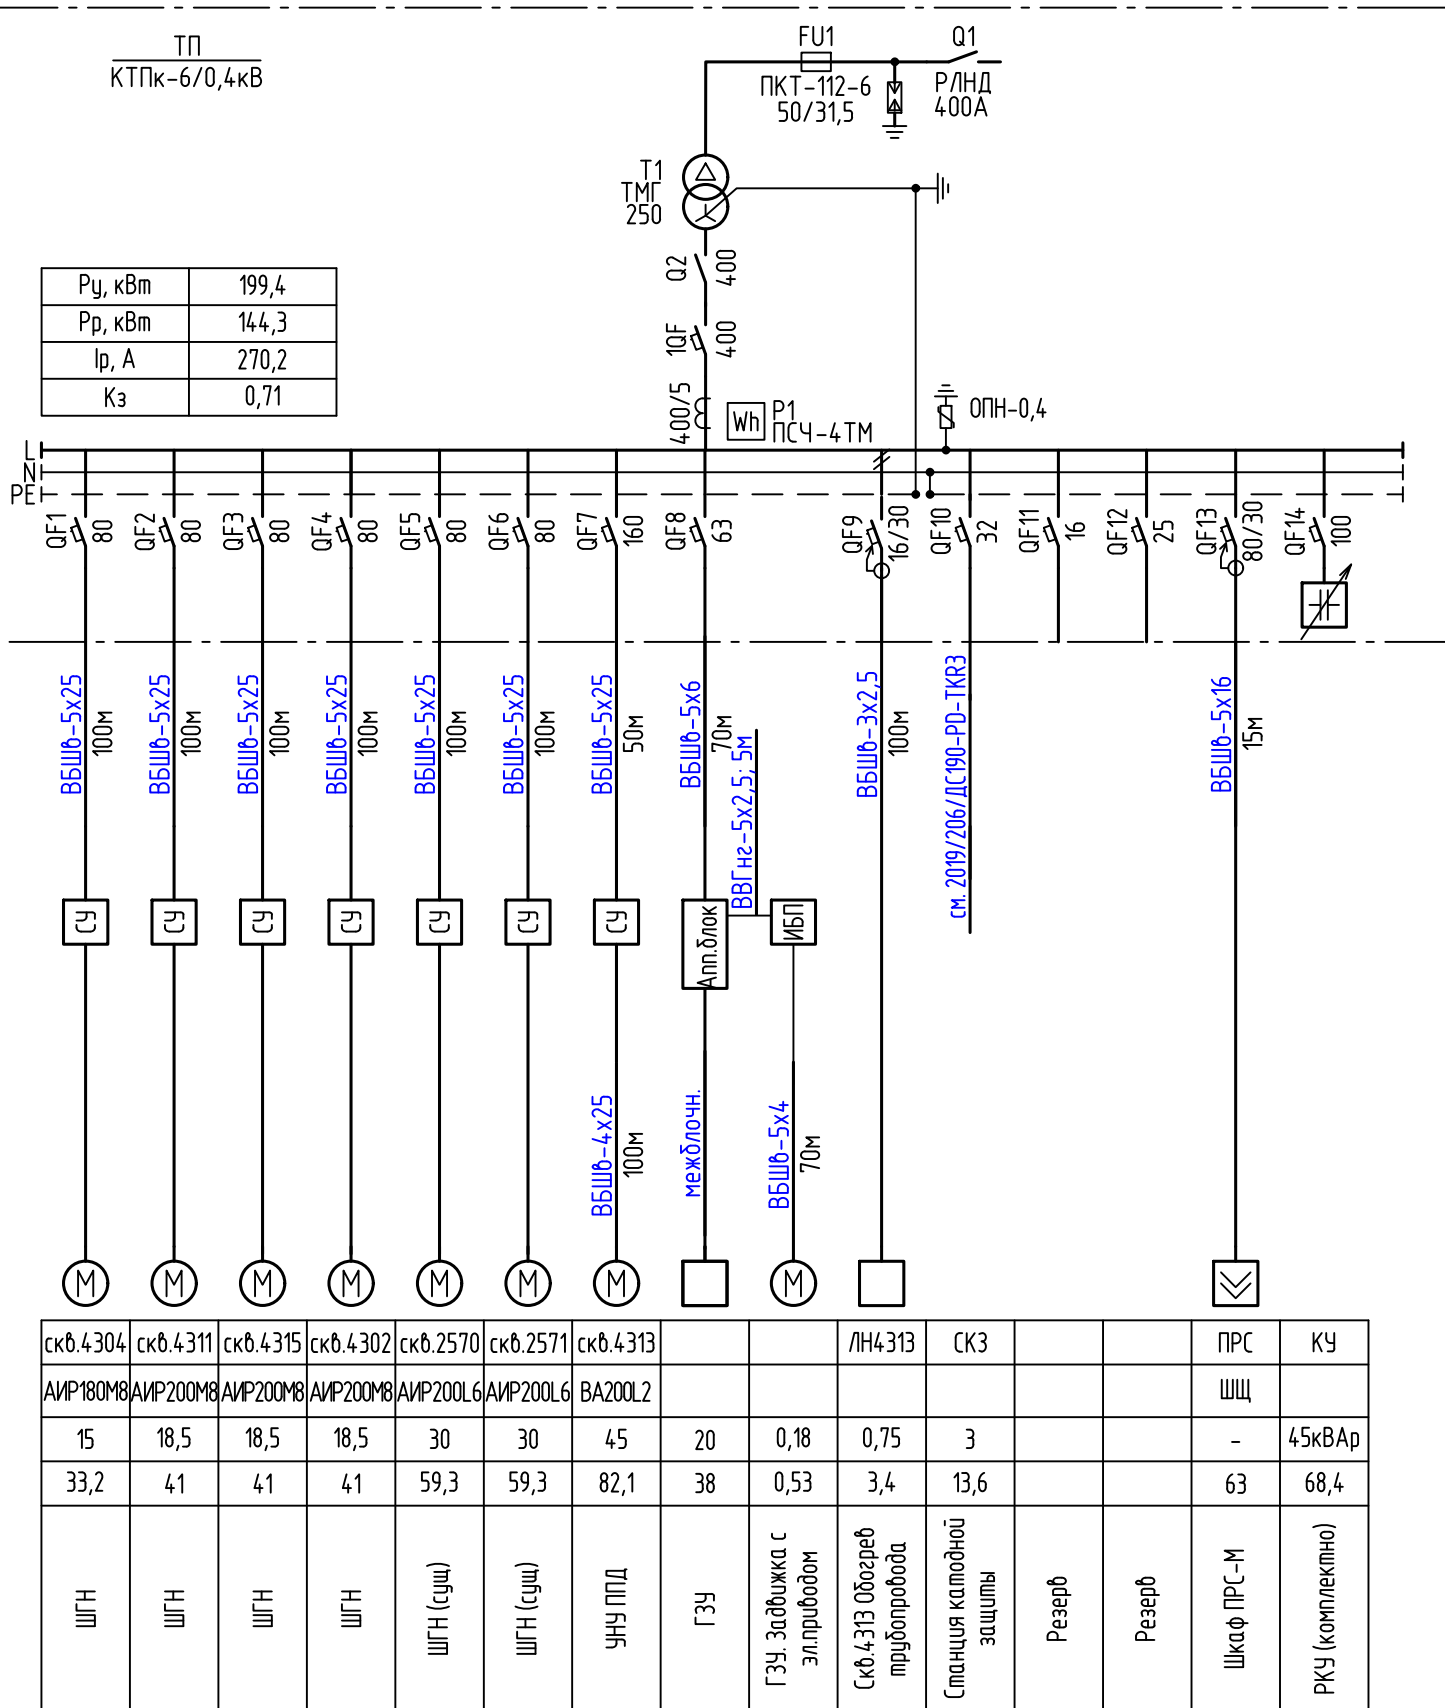 ТП
КТПк-6/0,4кВ
FU1
Q1
ПКТ-112-6
50/31,5
РЛНД
400А
Т1
ТМГ
250
Q2
400
1QF
400
400/5
Wh
P1
ПСЧ-4ТМ
ОПН-0,4
Ру, кВт
199,4
Рр, кВт
144,3
Iр, А
270,2
Кз
0,71
L
N
PE
QF1
80
QF2
80
QF3
80
QF4
80
QF5
80
QF6
80
QF7
160
QF8
63
QF9
16/30
QF10
32
QF11
16
QF12
25
QF13
80/30
QF14
100
ВБШв-5х25
100м
ВБШв-5х25
100м
ВБШв-5х25
100м
ВБШв-5х25
100м
ВБШв-5х25
100м
ВБШв-5х25
100м
ВБШв-5х25
50м
ВБШв-5х6
70м
ВВГнг-5х2,5; 5м
ВБШв-3х2,5
100м
см. 2019/206/ДС190-PD-TKR3
ВБШв-5х16
15м
СУ
СУ
СУ
СУ
СУ
СУ
СУ
Апп.блок
ИБП
ВБШв-4х25
100м
межблочн.
ВБШв-5х4
70м
М
М
М
М
М
М
М
М
скв.4304 скв.4311 скв.4315 скв.4302 скв.2570 скв.2571 скв.4313 ЛН4313 СКЗ ПРС КУ
АИР180М8 АИР200М8 АИР200М8 АИР200М8 АИР200L6 АИР200L6 ВА200L2 ШЩ
15 18,5 18,5 18,5 30 30 45 20 0,18 0,75 3 - 45кВАр
33,2 41 41 41 59,3 59,3 82,1 38 0,53 3,4 13,6 63 68,4
ШГН
ШГН
ШГН
ШГН
ШГН (сущ)
ШГН (сущ)
УНУ ППД
ГЗУ
ГЗУ. Задвижка с
эл.приводом
Скв.4313 Обогрев
трубопровода
Станция катодной
защиты
Резерв
Резерв
Шкаф ПРС-М
РКУ (комплектно)